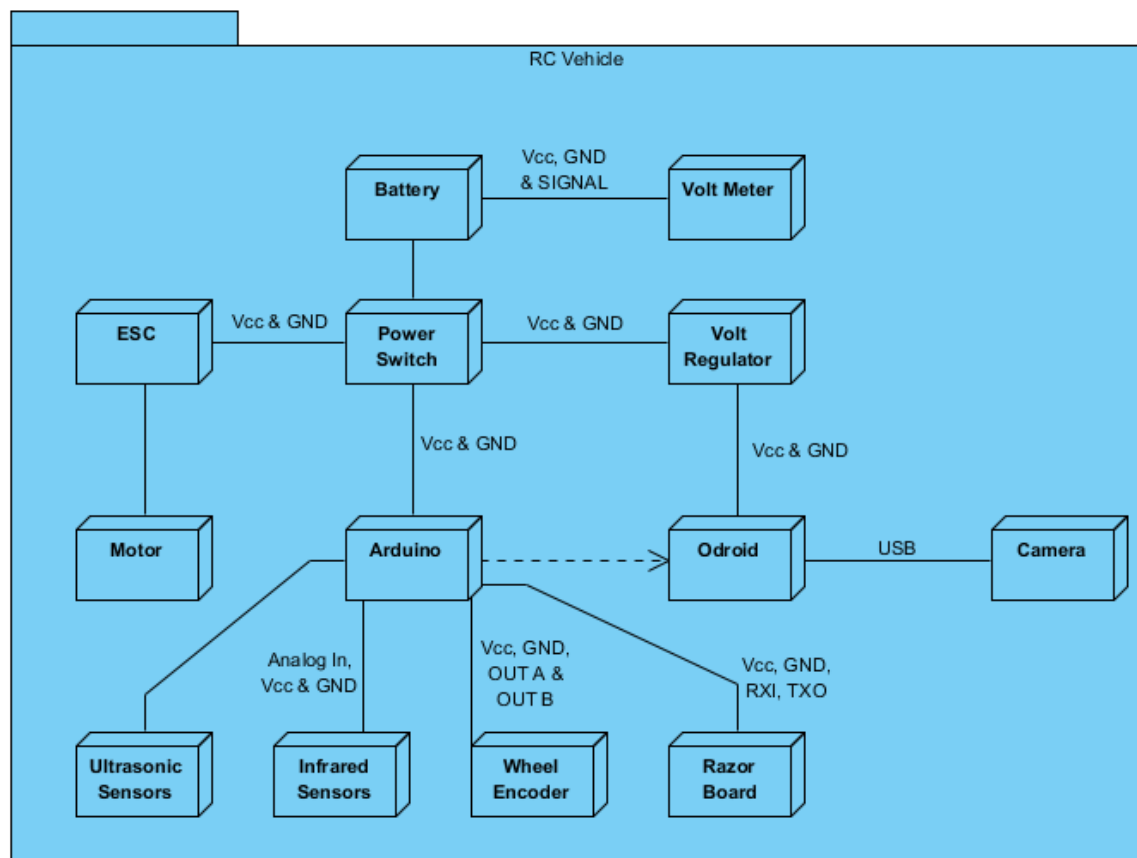 RC Vehicle
Battery
Vcc, GND
& SIGNAL
Volt Meter
ESC
Vcc & GND
Power
Switch
Vcc & GND
Volt
Regulator
Vcc & GND
Vcc & GND
Motor
Arduino
Odroid
USB
Camera
Analog In,
Vcc & GND
Vcc, GND,
OUT A &
OUT B
Vcc, GND,
RXI, TXO
Ultrasonic
Sensors
Infrared
Sensors
Wheel
Encoder
Razor
Board